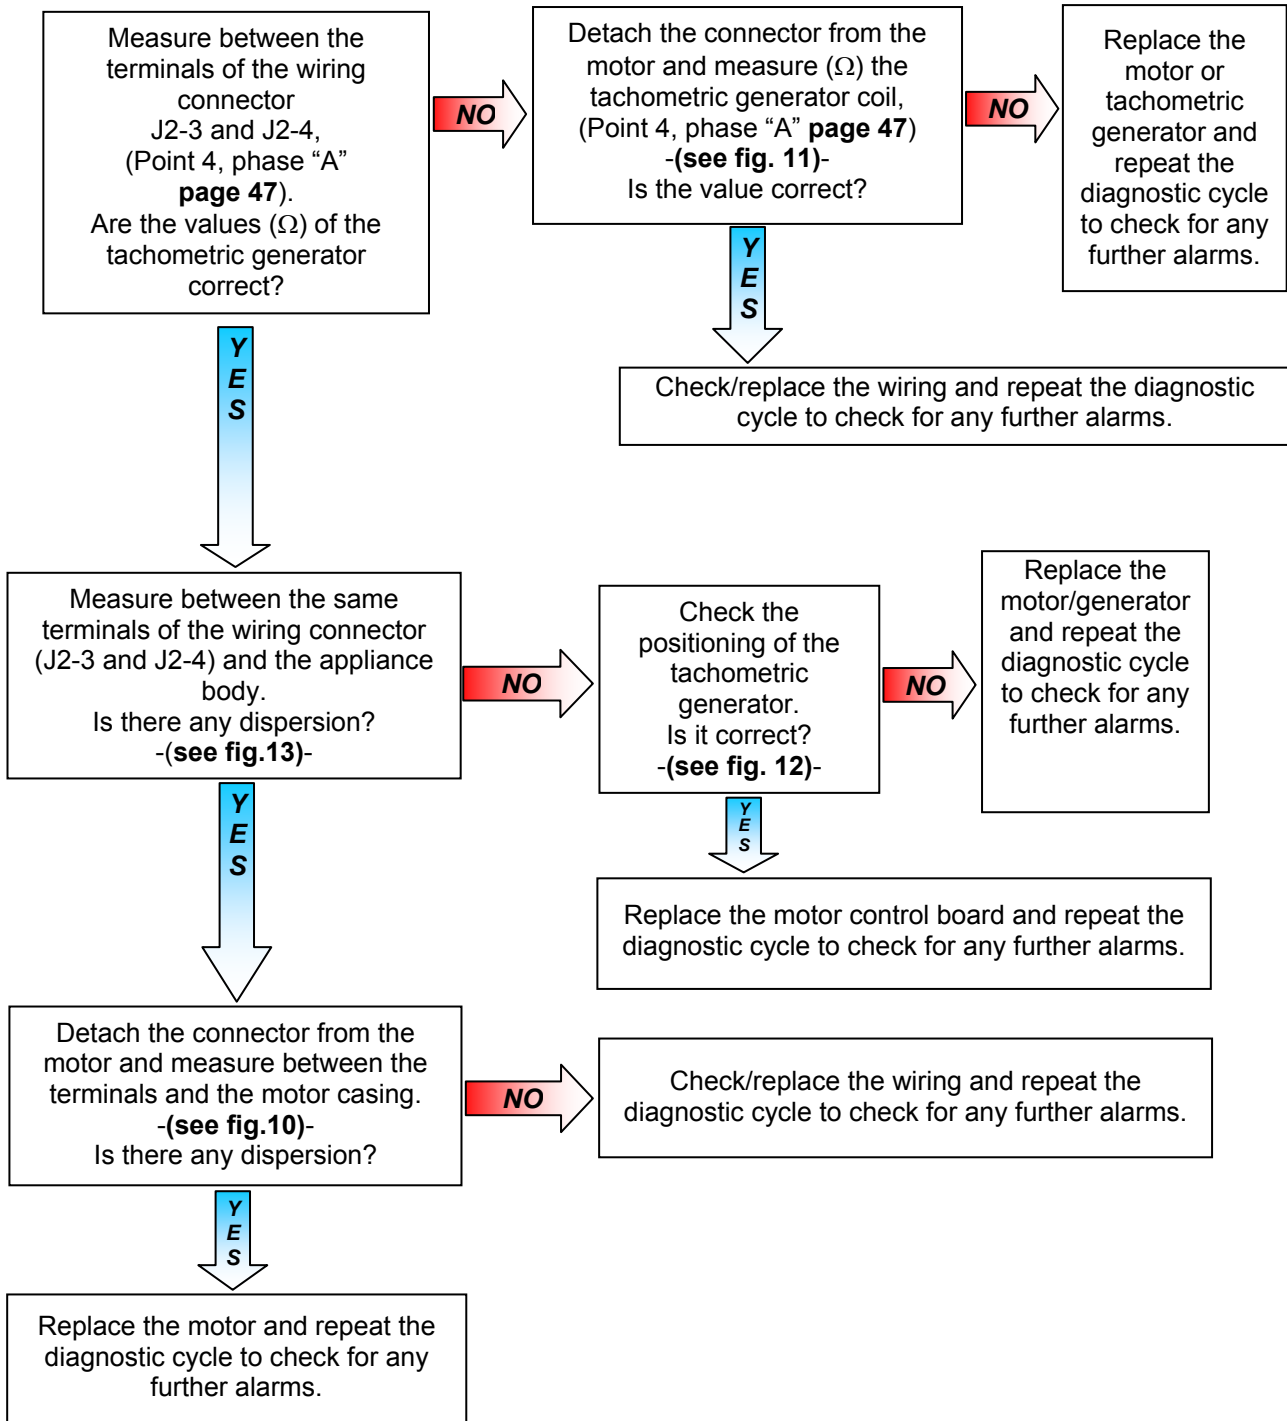 Measure between the
terminals of the wiring
connector
J2-3 and J2-4,
(Point 4, phase “A”
page 47).
Are the values (Ω) of the
tachometric generator
correct?
NO
Detach the connector from the
motor and measure (Ω) the
tachometric generator coil,
(Point 4, phase “A” page 47)
-(see fig. 11)-
Is the value correct?
NO
Replace the
motor or
tachometric
generator and
repeat the
diagnostic cycle
to check for any
further alarms.
YES
Check/replace the wiring and repeat the diagnostic
cycle to check for any further alarms.
YES
Measure between the same
terminals of the wiring connector
(J2-3 and J2-4) and the appliance
body.
Is there any dispersion?
-(see fig.13)-
NO
Check the
positioning of the
tachometric
generator.
Is it correct?
-(see fig. 12)-
NO
Replace the
motor/generator
and repeat the
diagnostic cycle
to check for any
further alarms.
YES
Replace the motor control board and repeat the
diagnostic cycle to check for any further alarms.
YES
Detach the connector from the
motor and measure between the
terminals and the motor casing.
-(see fig.10)-
Is there any dispersion?
NO
Check/replace the wiring and repeat the
diagnostic cycle to check for any further alarms.
YES
Replace the motor and repeat the
diagnostic cycle to check for any
further alarms.